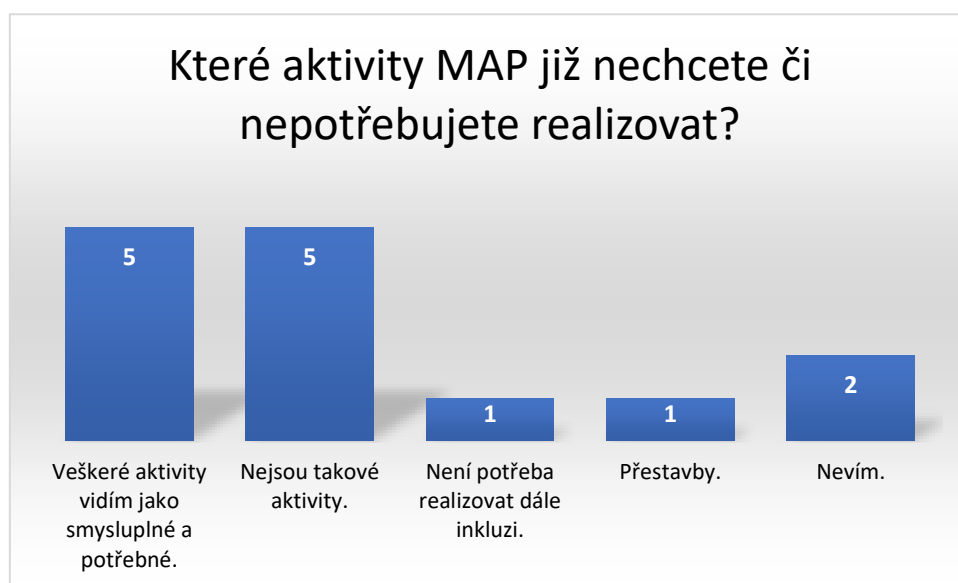 Které aktivity MAP již nechcete či
nepotřebujete realizovat?
5
5
1
1
2
Veškeré aktivity
vidím jako
smysluplné a
potřebné.
Nejsou takové
aktivity.
Není potřeba
realizovat dále
inkluzi.
Přestavby.
Nevím.